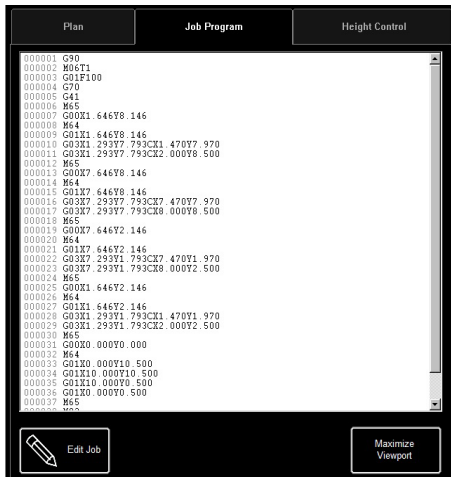 Plan
Job Program
Height Control
000001 G90
000002 M06T1
000003 G01F100
000004 G70
000005 G41
000006 M65
000007 G00X1.646Y8.146
000008 M64
000009 G01X1.646Y8.146
000010 G03X1.293Y7.793CX1.470Y7.970
000011 G03X1.293Y7.793CX2.000Y8.500
000012 M65
000013 G00X7.646Y8.146
000014 M64
000015 G01X7.646Y8.146
000016 G03X7.293Y7.793CX7.470Y7.970
000017 G03X7.293Y7.793CX8.000Y8.500
000018 M65
000019 G00X7.646Y2.146
000020 M64
000021 G01X7.646Y2.146
000022 G03X7.293Y1.793CX7.470Y1.970
000023 G03X7.293Y1.793CX8.000Y2.500
000024 M65
000025 G00X1.646Y2.146
000026 M64
000027 G01X1.646Y2.146
000028 G03X1.293Y1.793CX1.470Y1.970
000029 G03X1.293Y1.793CX2.000Y2.500
000030 M65
000031 G00X0.000Y0.000
000032 M64
000033 G01X0.000Y10.500
000034 G01X10.000Y10.500
000035 G01X10.000Y0.500
000036 G01X0.000Y0.500
000037 M65
Edit Job
Maximize
Viewport